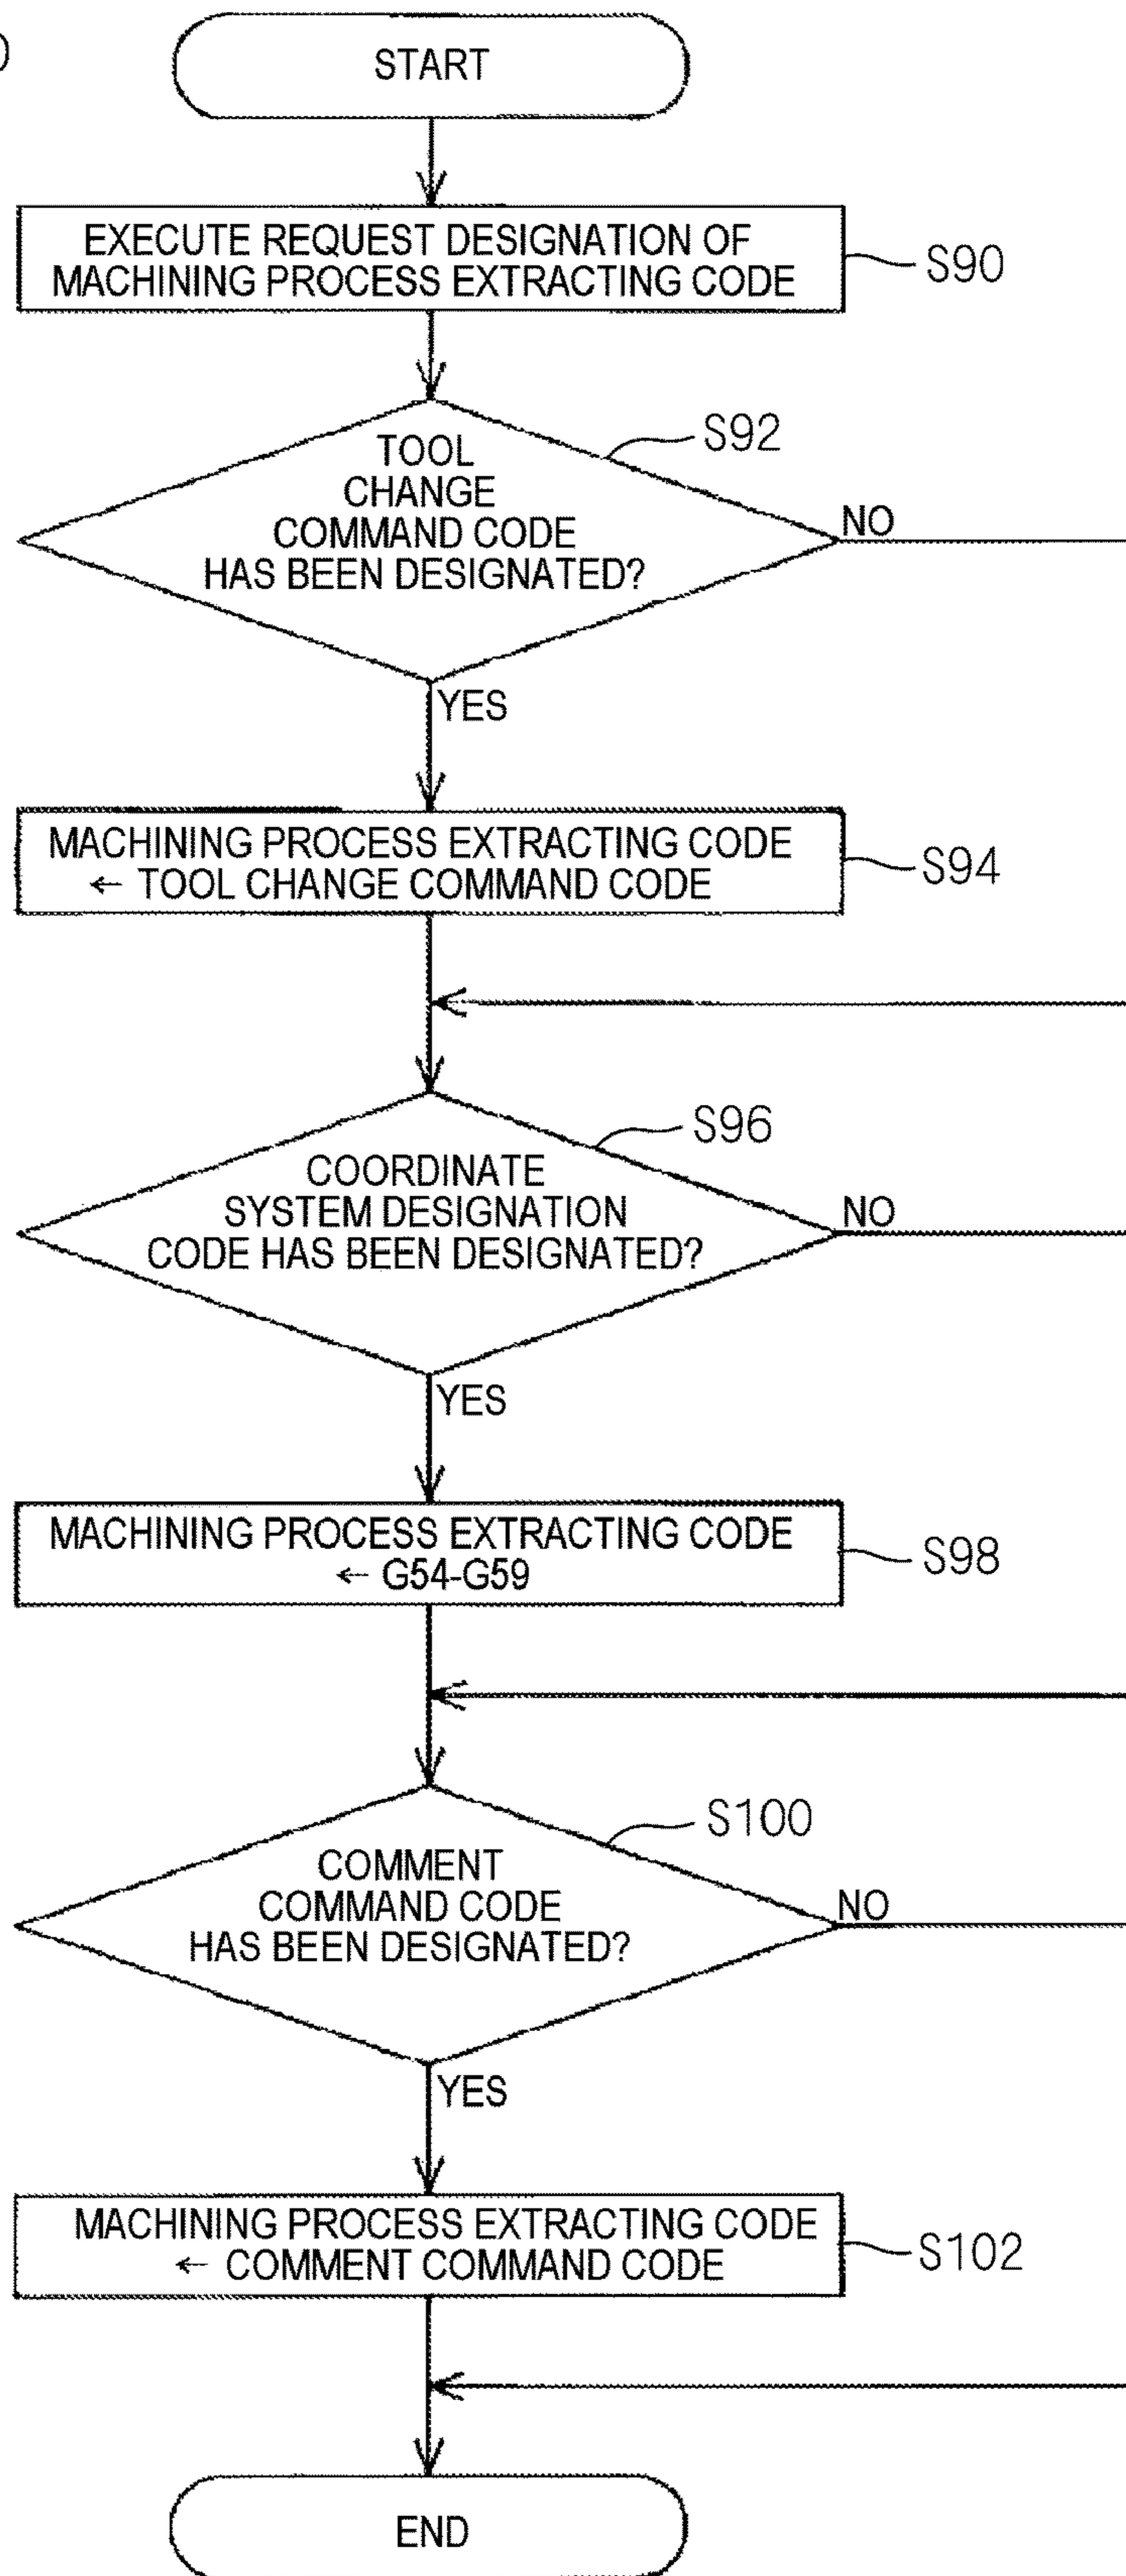 START
EXECUTE REQUEST DESIGNATION OF
MACHINING PROCESS EXTRACTING CODE
S90
S92
TOOL
CHANGE
COMMAND CODE
HAS BEEN DESIGNATED?
NO
YES
MACHINING PROCESS EXTRACTING CODE
← TOOL CHANGE COMMAND CODE
S94
S96
COORDINATE
SYSTEM DESIGNATION
CODE HAS BEEN DESIGNATED?
NO
YES
MACHINING PROCESS EXTRACTING CODE
← G54-G59
S98
S100
COMMENT
COMMAND CODE
HAS BEEN DESIGNATED?
NO
YES
MACHINING PROCESS EXTRACTING CODE
← COMMENT COMMAND CODE
S102
END